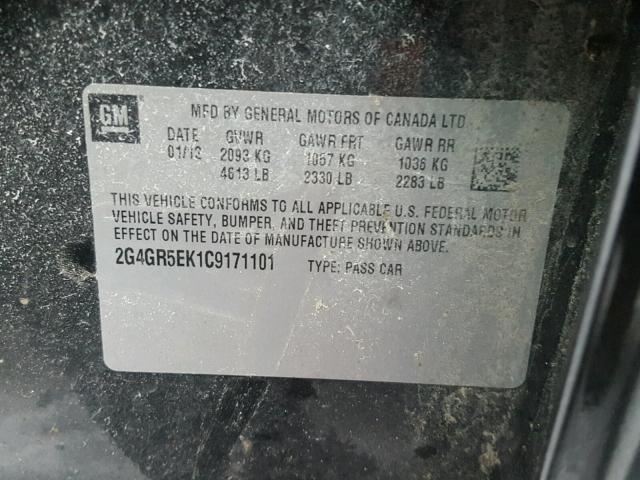 GM
MFD BY GENERAL MOTORS OF CANADA LTD
DATE GVWR GAWR FRT GAWR RR
01/12 2093 KG 1057 KG 1036 KG
4613 LB 2330 LB 2283 LB
THIS VEHICLE CONFORMS TO ALL APPLICABLE U.S. FEDERAL MOTOR
VEHICLE SAFETY, BUMPER, AND THEFT PREVENTION STANDARDS IN
EFFECT ON THE DATE OF MANUFACTURE SHOWN ABOVE.
2G4GR5EK1C9171101 TYPE: PASS CAR